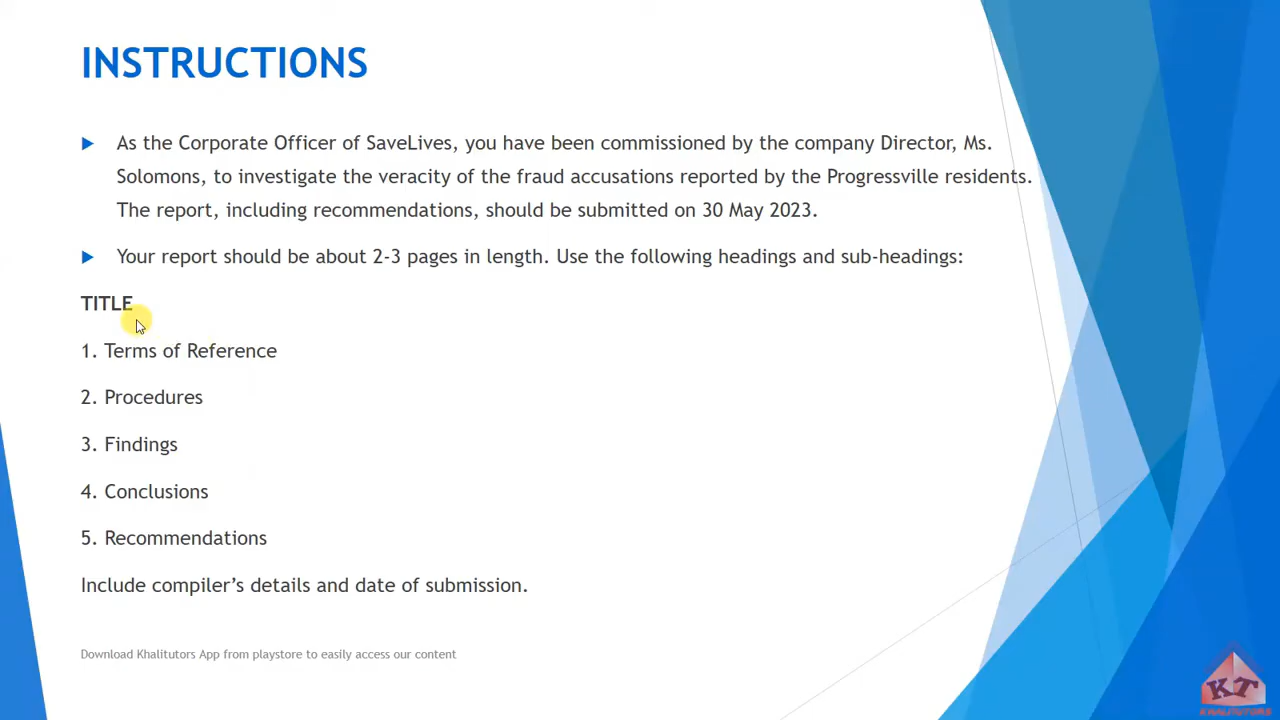 INSTRUCTIONS
As the Corporate Officer of SaveLives, you have been commissioned by the company Director, Ms.
Solomons, to investigate the veracity of the fraud accusations reported by the Progressville residents.
The report, including recommendations, should be submitted on 30 May 2023.
Your report should be about 2-3 pages in length. Use the following headings and sub-headings:
TITLE
1. Terms of Reference
2. Procedures
3. Findings
4. Conclusions
5. Recommendations
Include compiler’s details and date of submission.
Download Khalitutors App from playstore to easily access our content
KT
KHALITUTORS